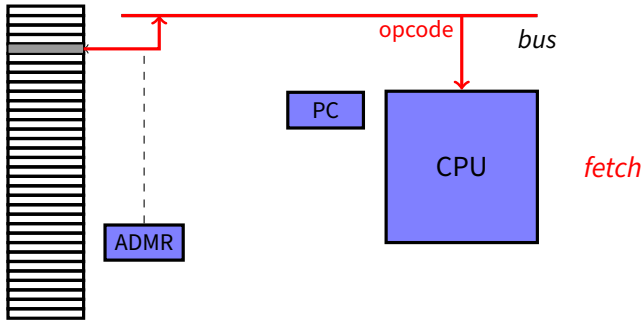 opcode
bus
PC
CPU
fetch
ADMR